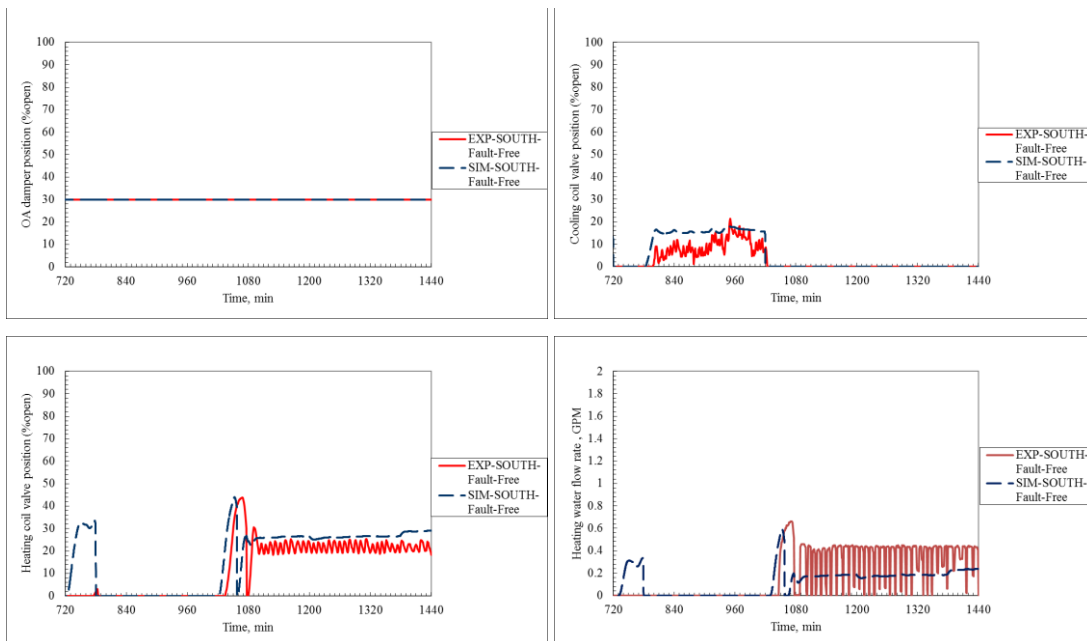 100
90
80
70
60
50
40
30
20
10
0
OA damper position (%open)
720 840 960 1080 1200 1320 1440
Time, min
EXP-SOUTH-
Fault-Free
SIM-SOUTH-
Fault-Free
100
90
80
70
60
50
40
30
20
10
0
Cooling coil valve position (%open)
720 840 960 1080 1200 1320 1440
Time, min
EXP-SOUTH-
Fault-Free
SIM-SOUTH-
Fault-Free
100
90
80
70
60
50
40
30
20
10
0
Heating coil valve position (%open)
720 840 960 1080 1200 1320 1440
Time, min
EXP-SOUTH-
Fault-Free
SIM-SOUTH-
Fault-Free
2
1.8
1.6
1.4
1.2
1
0.8
0.6
0.4
0.2
0
Heating water flow rate , GPM
720 840 960 1080 1200 1320 1440
Time, min
EXP-SOUTH-
Fault-Free
SIM-SOUTH-
Fault-Free